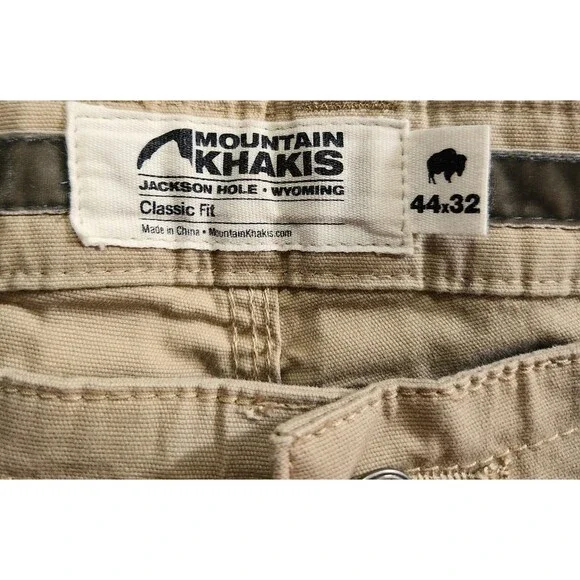 MOUNTAIN
KHAKIS
JACKSON HOLE • WYOMING
Classic Fit
Made in China • MountainKhakis.com
44x32